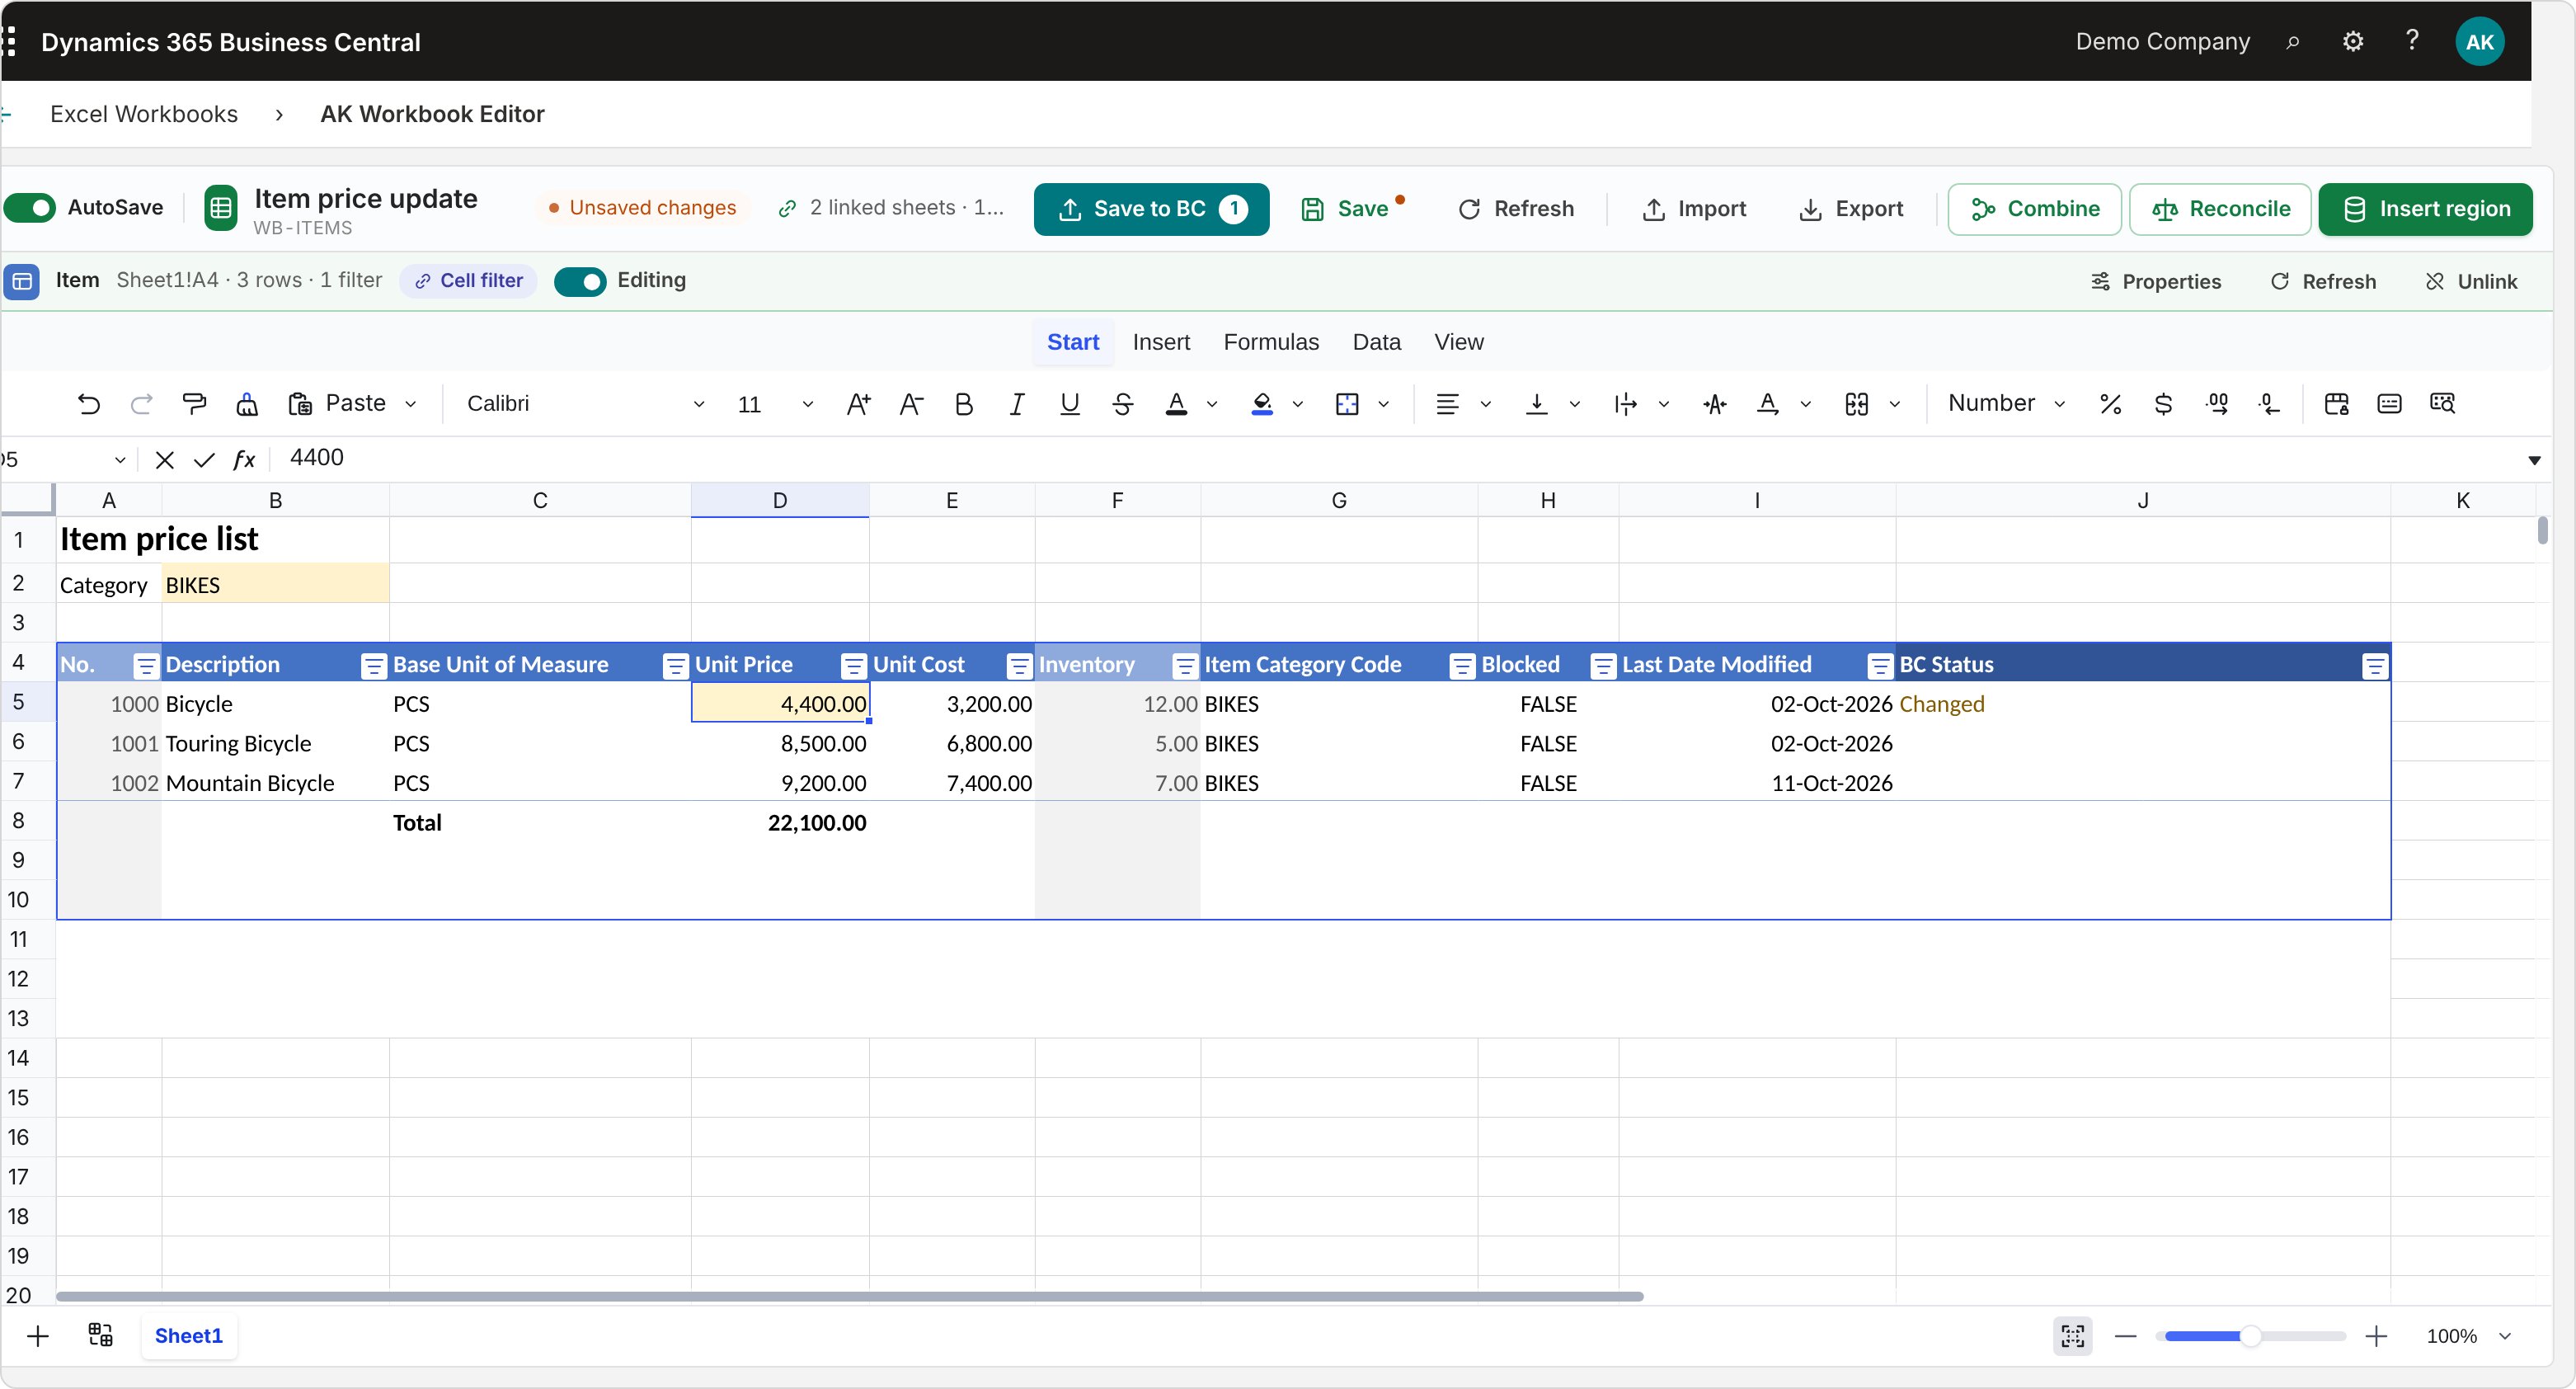 Dynamics 365 Business Central
Demo Company
?
AK
Excel Workbooks › AK Workbook Editor
AutoSave
Item price update
WB-ITEMS
Unsaved changes
2 linked sheets · 1...
Save to BC 1
Save
Refresh
Import
Export
Combine
Reconcile
Insert region
Item Sheet1!A4 · 3 rows · 1 filter Cell filter Editing Properties Refresh Unlink
Start Insert Formulas Data View
Paste Calibri 11 Number
fx 4400
A B C D E F G H I J K
1 Item price list
2 Category BIKES
3
4 No. Description Base Unit of Measure Unit Price Unit Cost Inventory Item Category Code Blocked Last Date Modified BC Status
5 1000 Bicycle PCS 4,400.00 3,200.00 12.00 BIKES FALSE 02-Oct-2026 Changed
6 1001 Touring Bicycle PCS 8,500.00 6,800.00 5.00 BIKES FALSE 02-Oct-2026
7 1002 Mountain Bicycle PCS 9,200.00 7,400.00 7.00 BIKES FALSE 11-Oct-2026
8 Total 22,100.00
9
10
11
12
13
14
15
16
17
18
19
20
Sheet1
100%